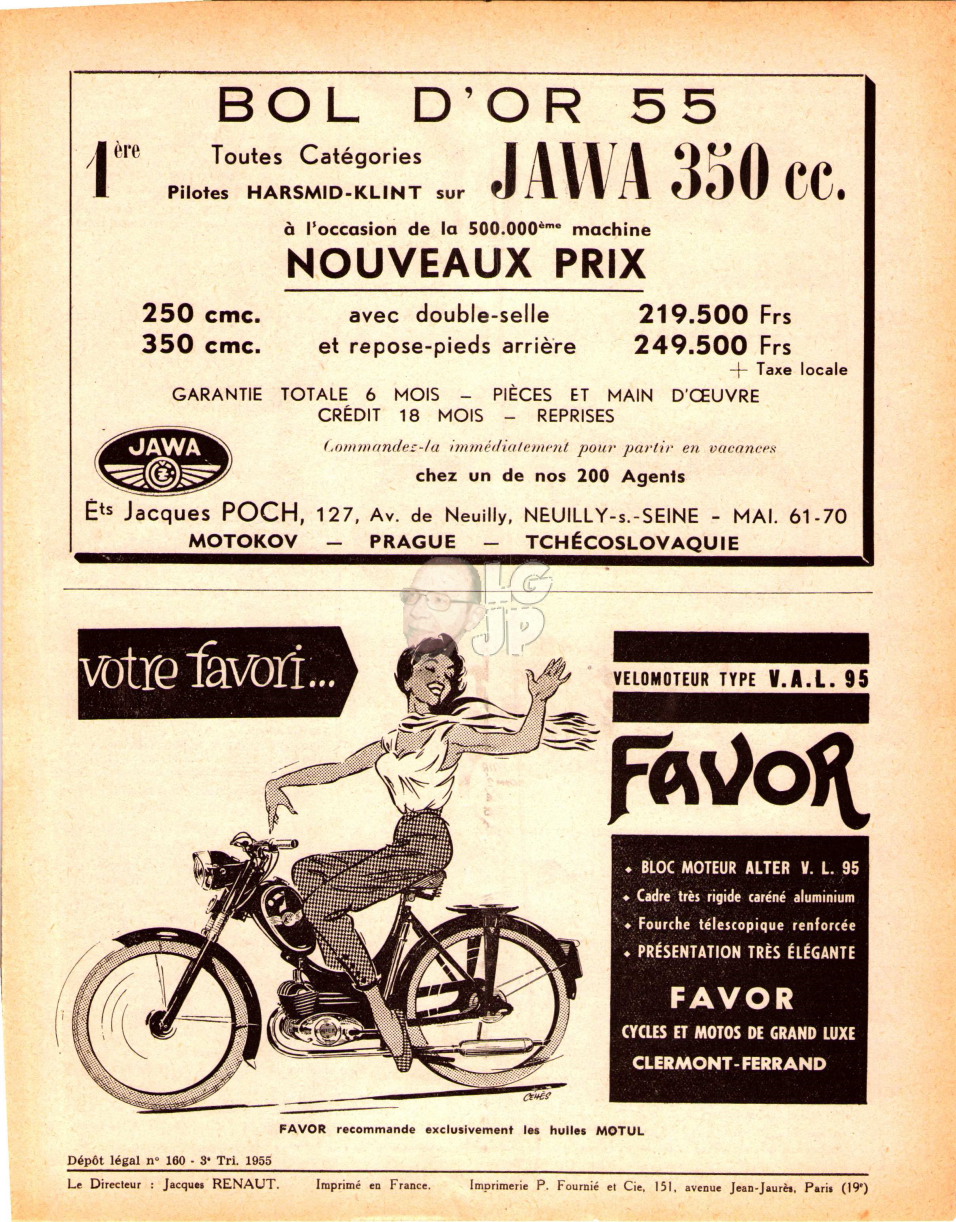 BOL D'OR 55
1ère Toutes Catégories JAWA 350 cc.
Pilotes HARSMID-KLINT sur
à l'occasion de la 500.000ème machine
NOUVEAUX PRIX
250 cmc. avec double-selle 219.500 Frs
350 cmc. et repose-pieds arrière 249.500 Frs
+ Taxe locale
GARANTIE TOTALE 6 MOIS – PIÈCES ET MAIN D'ŒUVRE
CRÉDIT 18 MOIS – REPRISES
JAWA
Commandez-la immédiatement pour partir en vacances
chez un de nos 200 Agents
Ets Jacques POCH, 127, Av. de Neuilly, NEUILLY-s.-SEINE - MAI. 61-70
MOTOKOV — PRAGUE — TCHÉCOSLOVAQUIE
LG
JP
votre favori...
VELOMOTEUR TYPE V.A.L. 95
FAVOR
BLOC MOTEUR ALTER V. L. 95
Cadre très rigide caréné aluminium
Fourche télescopique renforcée
PRÉSENTATION TRÈS ÉLÉGANTE
FAVOR
CYCLES ET MOTOS DE GRAND LUXE
CLERMONT-FERRAND
FAVOR recommande exclusivement les huiles MOTUL
Dépôt légal n° 160 - 3e Tri. 1955
Le Directeur : Jacques RENAUT. Imprimé en France. Imprimerie P. Fournié et Cie, 151, avenue Jean-Jaurès, Paris (19e)